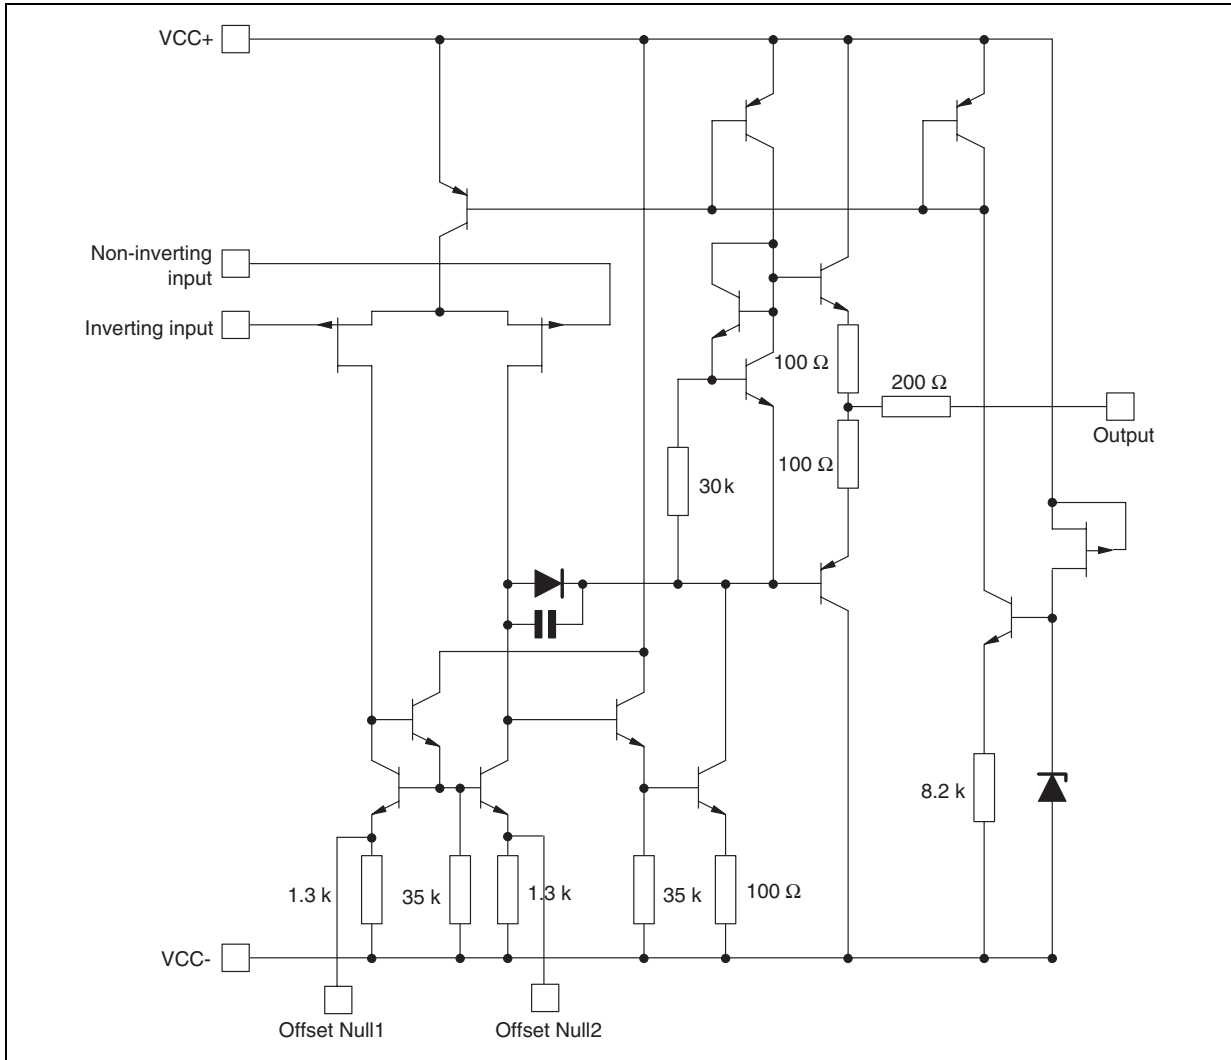 VCC+
Non-inverting
input
Inverting input
100 Ω
200 Ω
Output
100 Ω
30k
8.2 k
1.3 k
35 k
1.3 k
35 k
100 Ω
VCC-
Offset Null1
Offset Null2